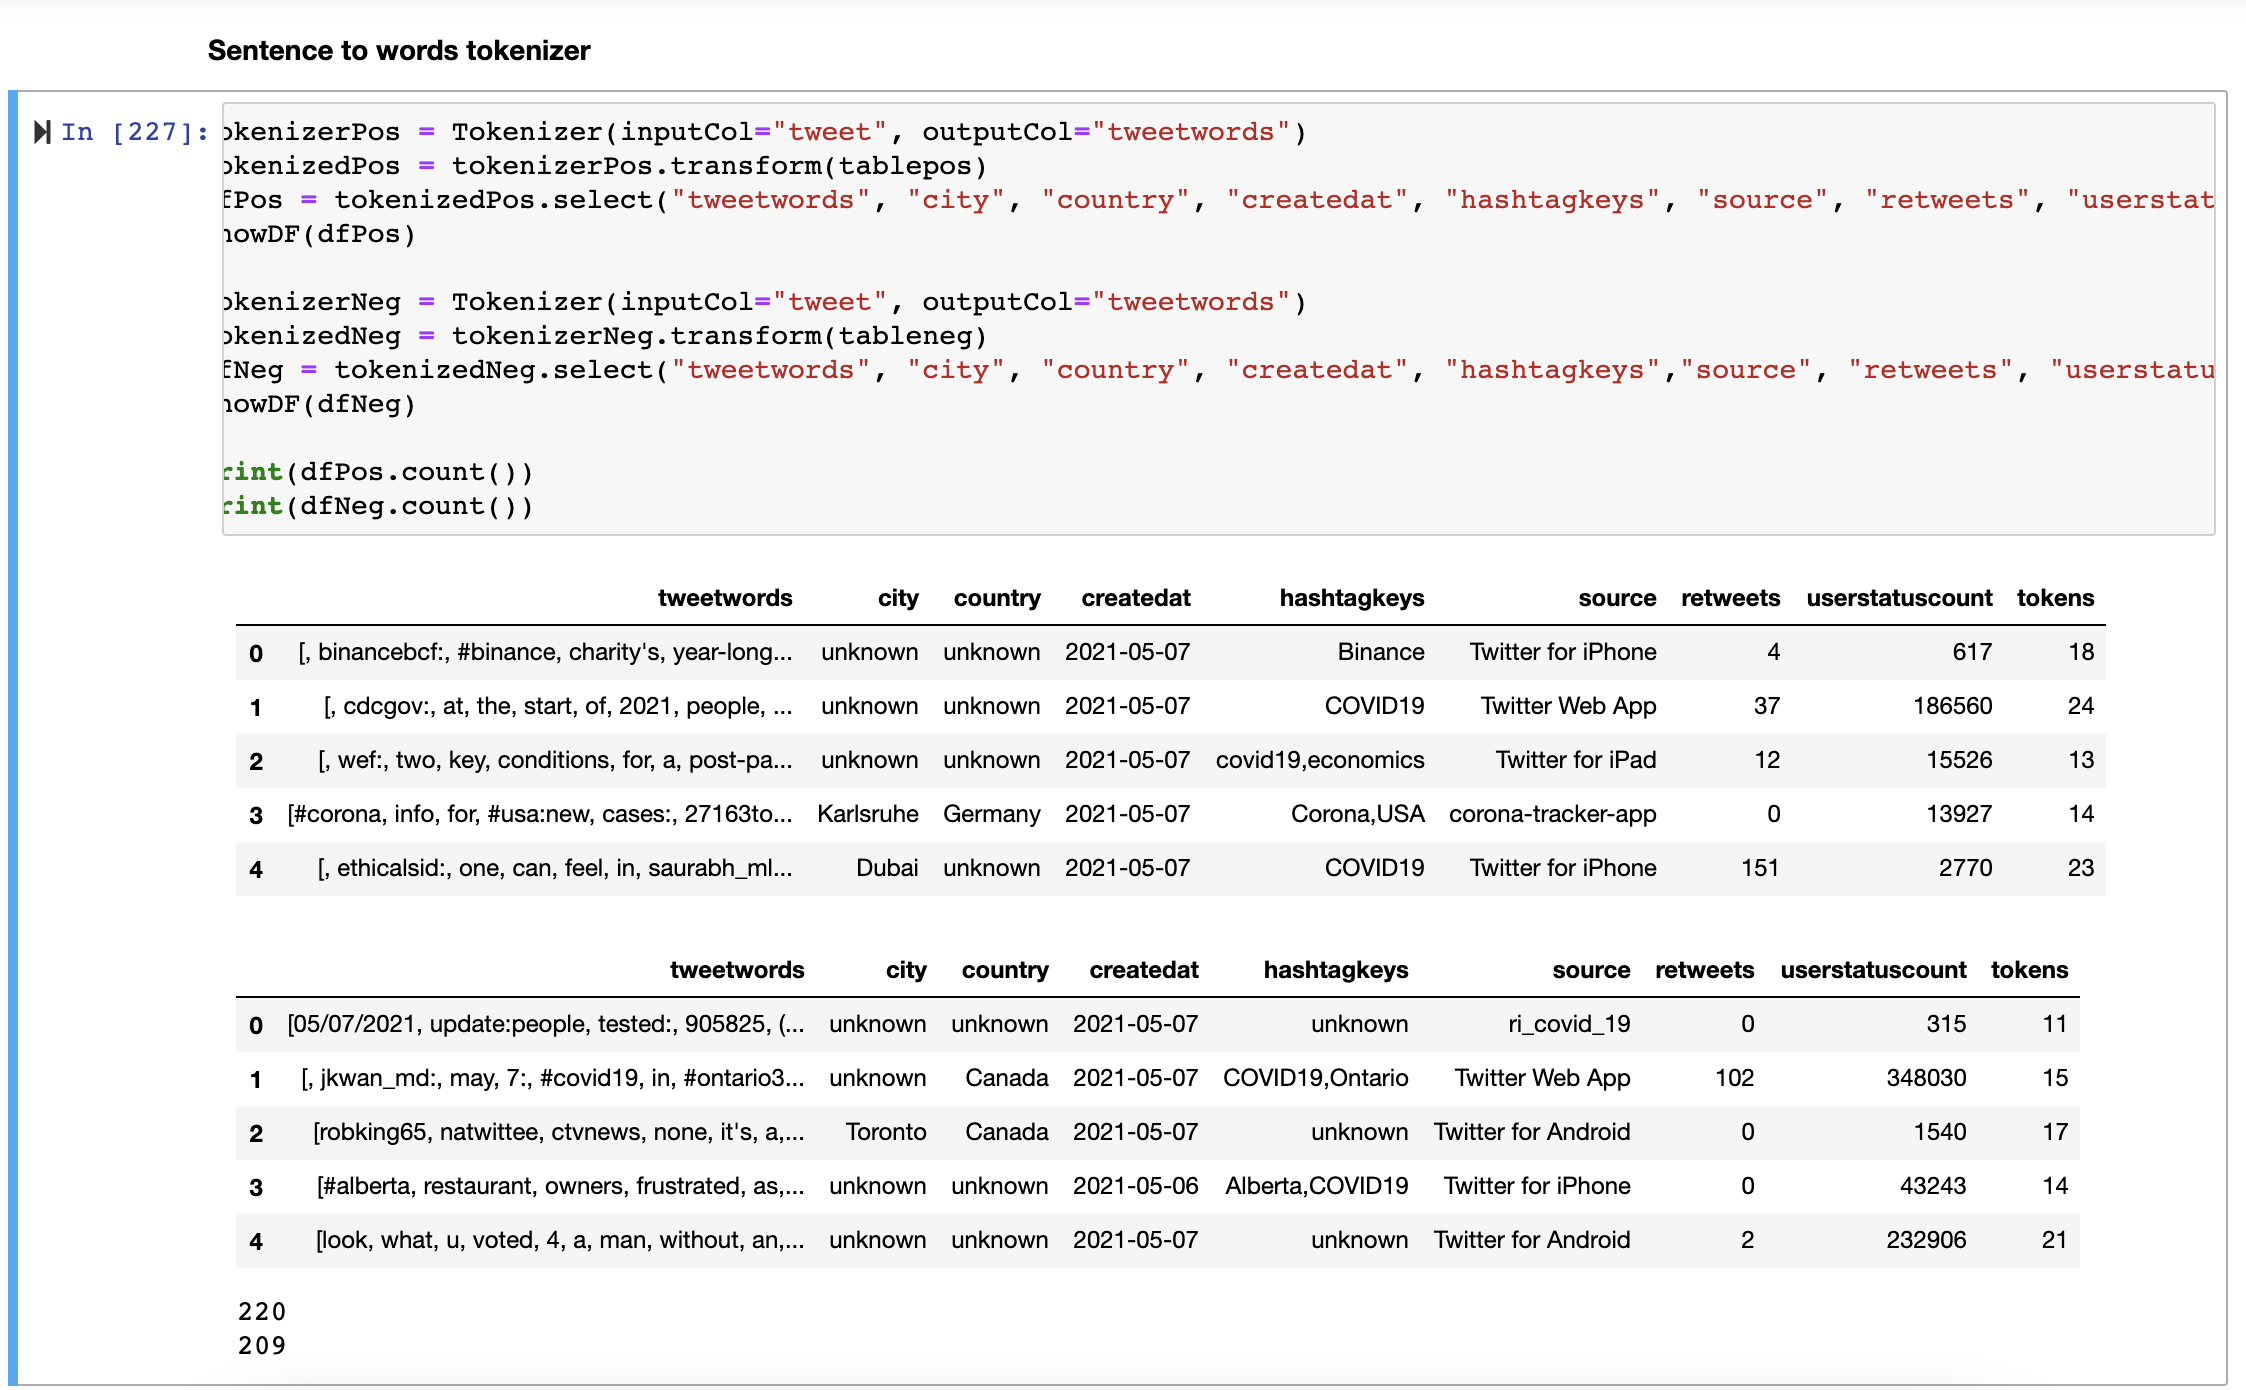 Sentence to words tokenizer
In [227]:
okenizerPos = Tokenizer(inputCol="tweet", outputCol="tweetwords")
okenizedPos = tokenizerPos.transform(tablepos)
fPos = tokenizedPos.select("tweetwords", "city", "country", "createdat", "hashtagkeys", "source", "retweets", "userstat
howDF(dfPos)
okenizerNeg = Tokenizer(inputCol="tweet", outputCol="tweetwords")
okenizedNeg = tokenizerNeg.transform(tableneg)
fNeg = tokenizedNeg.select("tweetwords", "city", "country", "createdat", "hashtagkeys","source", "retweets", "userstatu
howDF(dfNeg)
rint(dfPos.count())
rint(dfNeg.count())
tweetwords city country createdat hashtagkeys source retweets userstatuscount tokens
0 [, binancebcf:, #binance, charity's, year-long... unknown unknown 2021-05-07 Binance Twitter for iPhone 4 617 18
1 [, cdcgov:, at, the, start, of, 2021, people, ... unknown unknown 2021-05-07 COVID19 Twitter Web App 37 186560 24
2 [, wef:, two, key, conditions, for, a, post-pa... unknown unknown 2021-05-07 covid19,economics Twitter for iPad 12 15526 13
3 [#corona, info, for, #usa:new, cases:, 27163to... Karlsruhe Germany 2021-05-07 Corona,USA corona-tracker-app 0 13927 14
4 [, ethicalsid:, one, can, feel, in, saurabh_ml... Dubai unknown 2021-05-07 COVID19 Twitter for iPhone 151 2770 23
tweetwords city country createdat hashtagkeys source retweets userstatuscount tokens
0 [05/07/2021, update:people, tested:, 905825, (... unknown unknown 2021-05-07 unknown ri_covid_19 0 315 11
1 [, jkwan_md:, may, 7:, #covid19, in, #ontario3... unknown Canada 2021-05-07 COVID19,Ontario Twitter Web App 102 348030 15
2 [robking65, natwittee, ctvnews, none, it's, a,... Toronto Canada 2021-05-07 unknown Twitter for Android 0 1540 17
3 [#alberta, restaurant, owners, frustrated, as,... unknown unknown 2021-05-06 Alberta,COVID19 Twitter for iPhone 0 43243 14
4 [look, what, u, voted, 4, a, man, without, an,... unknown unknown 2021-05-07 unknown Twitter for Android 2 232906 21
220
209